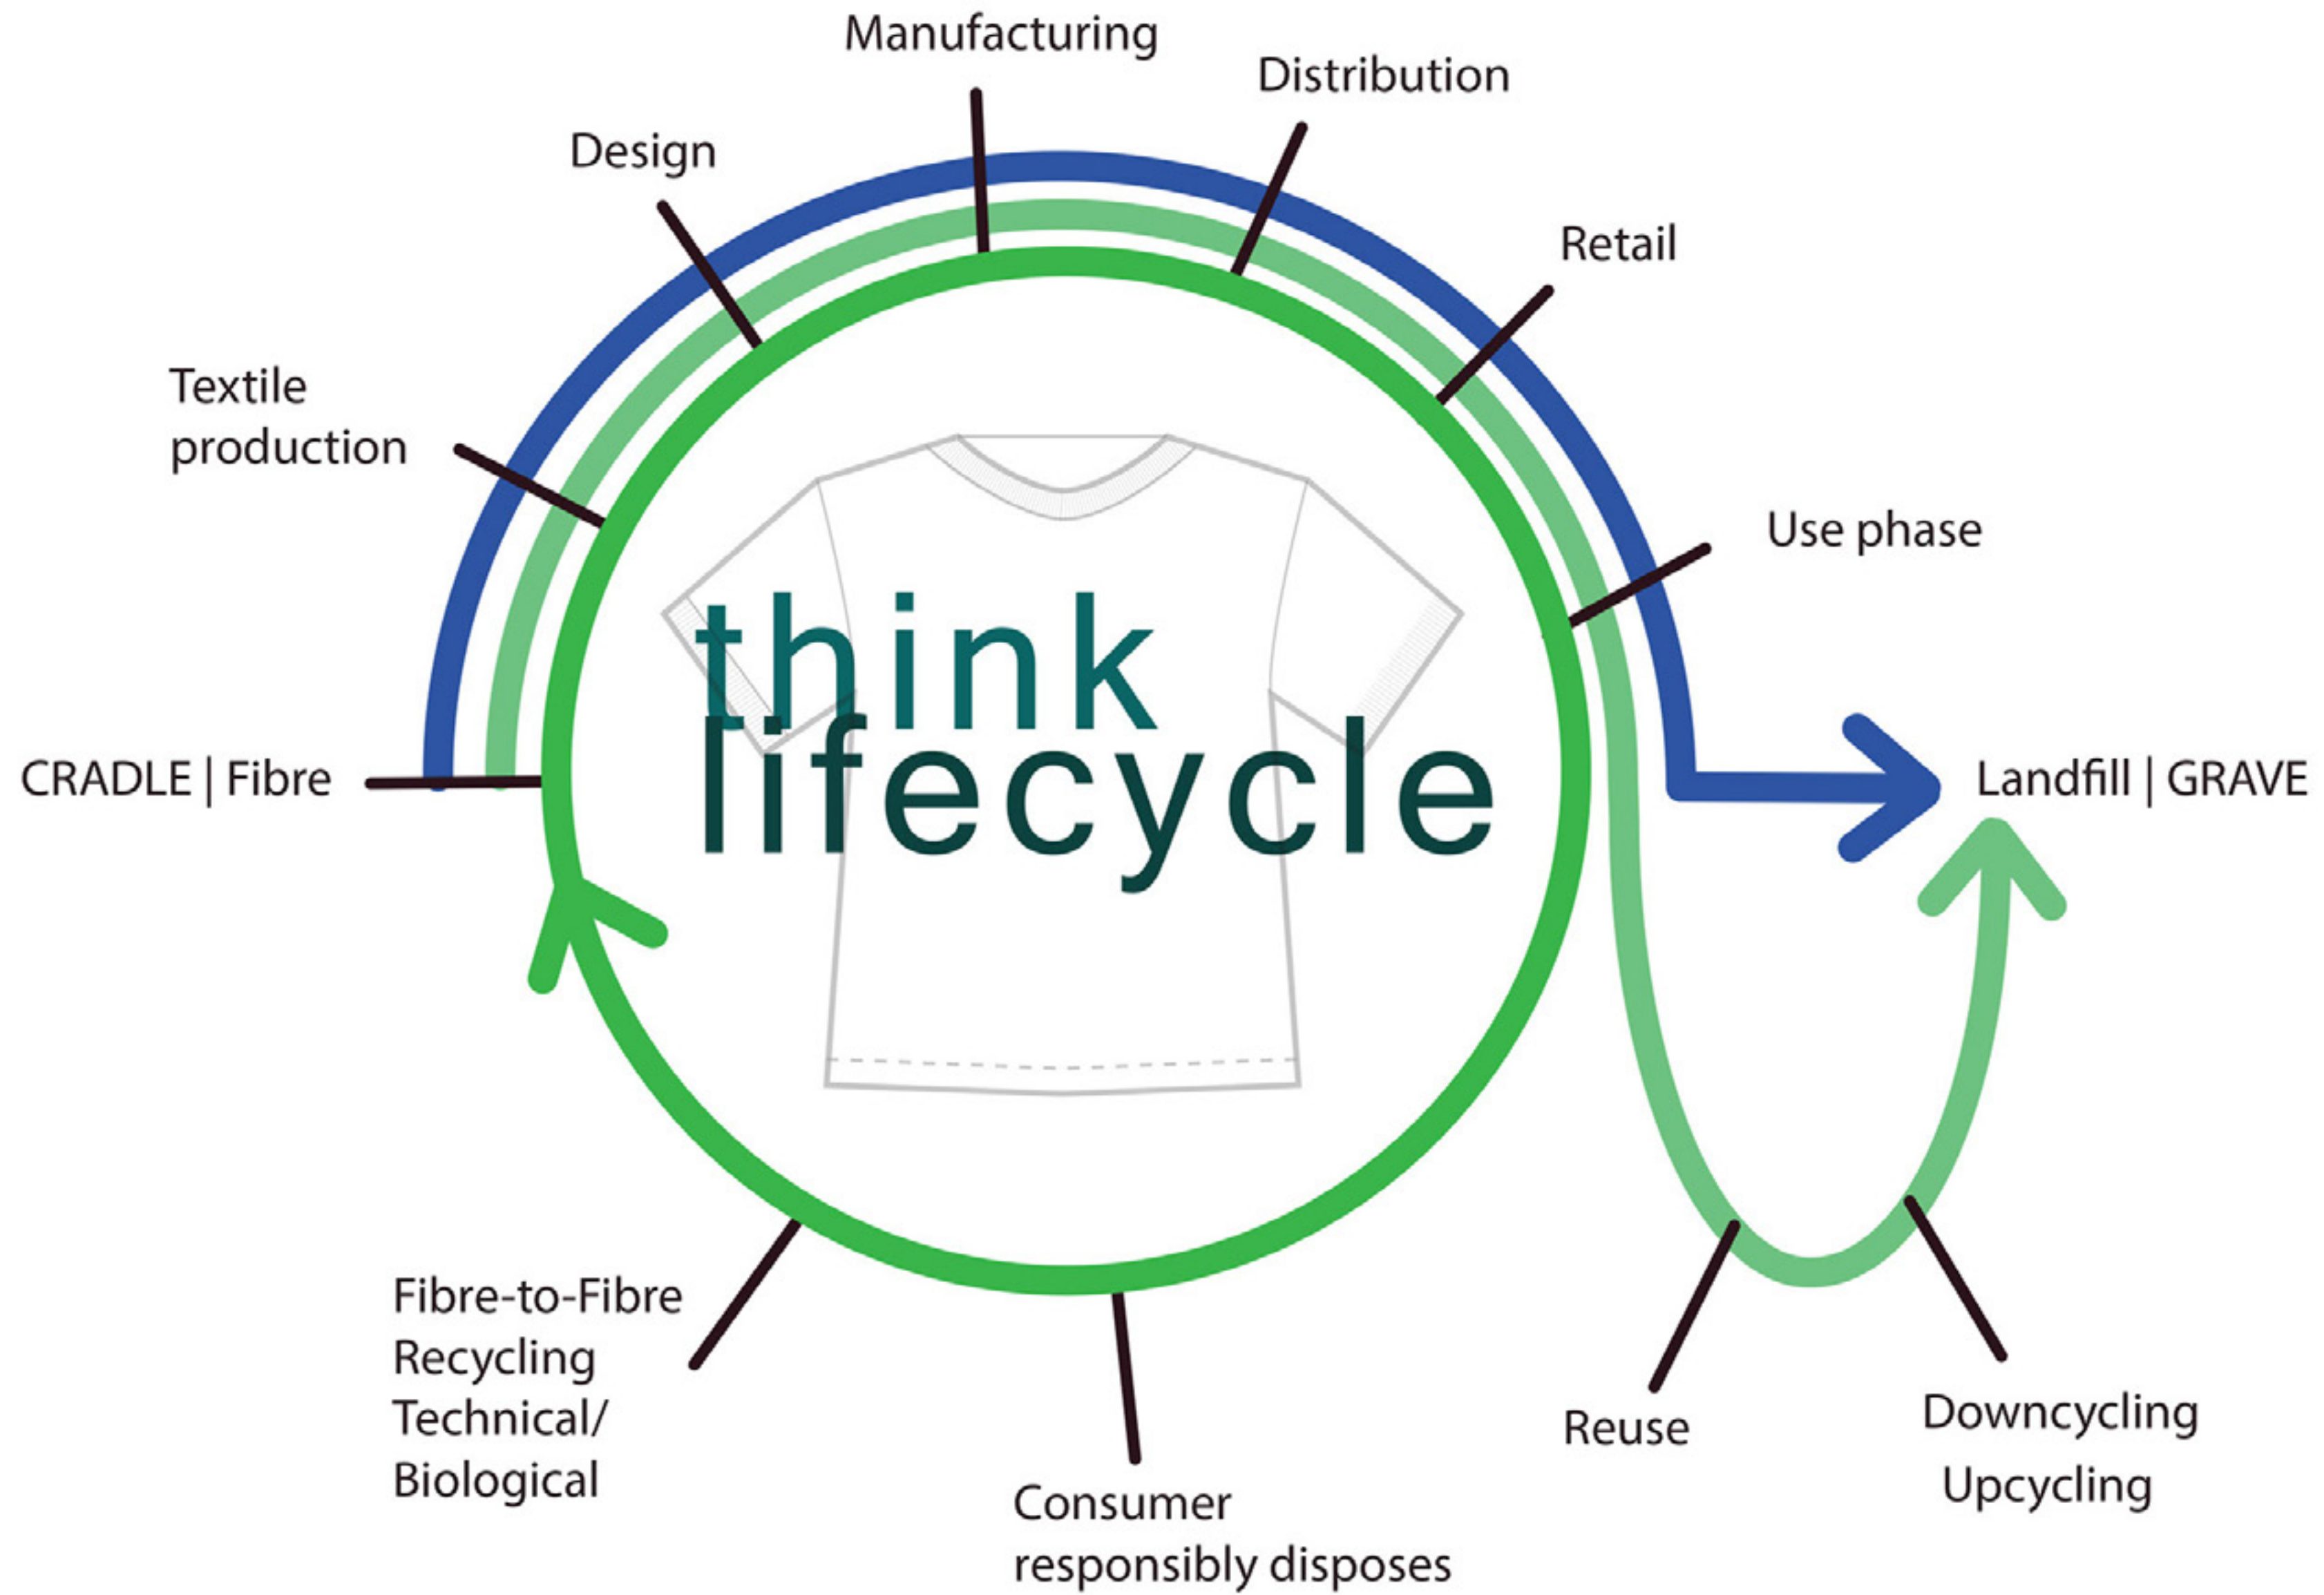 Manufacturing
Distribution
Design
Retail
Textile
production
Use phase
think
lifecycle
CRADLE | Fibre
Landfill | GRAVE
Fibre-to-Fibre
Recycling
Technical/
Biological
Consumer
responsibly disposes
Reuse
Downcycling
Upcycling